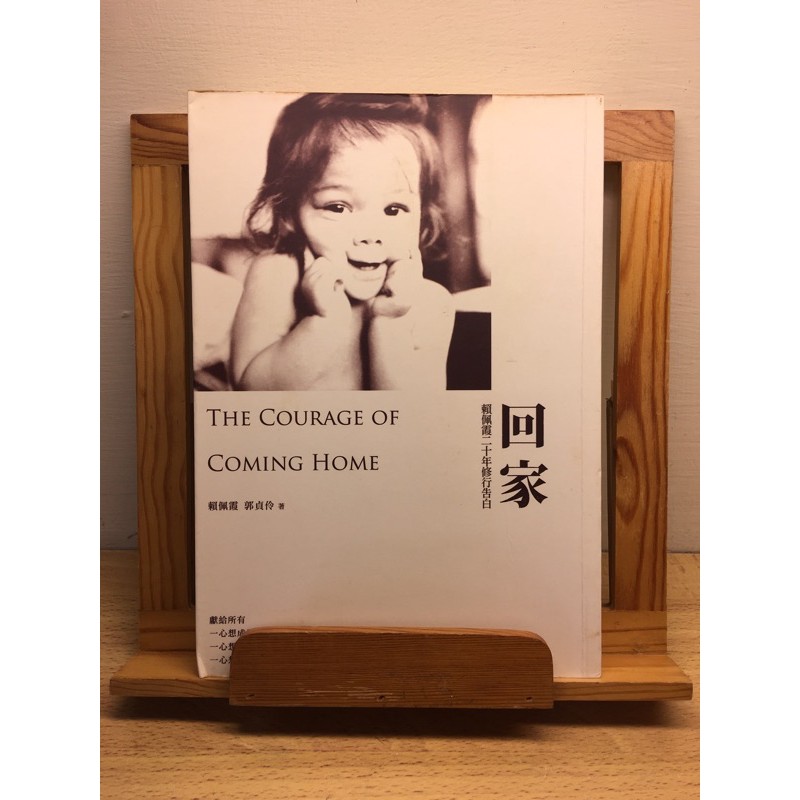 THE COURAGE OF
COMING HOME
回家
賴佩霞二十年修行告白
賴佩霞 郭貞伶 著
獻給所有
一心想
一心想
一心